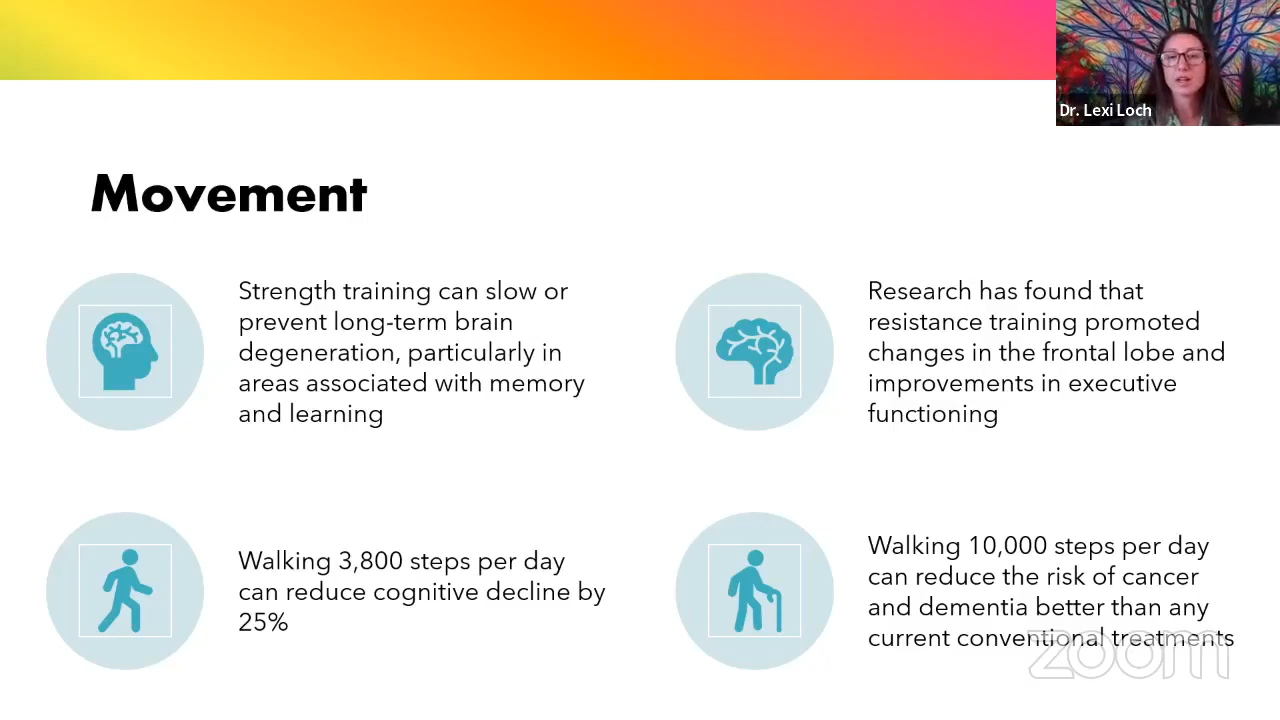 Dr. Lexi Loch
Movement
Strength training can slow or
prevent long-term brain
degeneration, particularly in
areas associated with memory
and learning
Research has found that
resistance training promoted
changes in the frontal lobe and
improvements in executive
functioning
Walking 3,800 steps per day
can reduce cognitive decline by
25%
Walking 10,000 steps per day
can reduce the risk of cancer
and dementia better than any
current conventional treatments
zoom